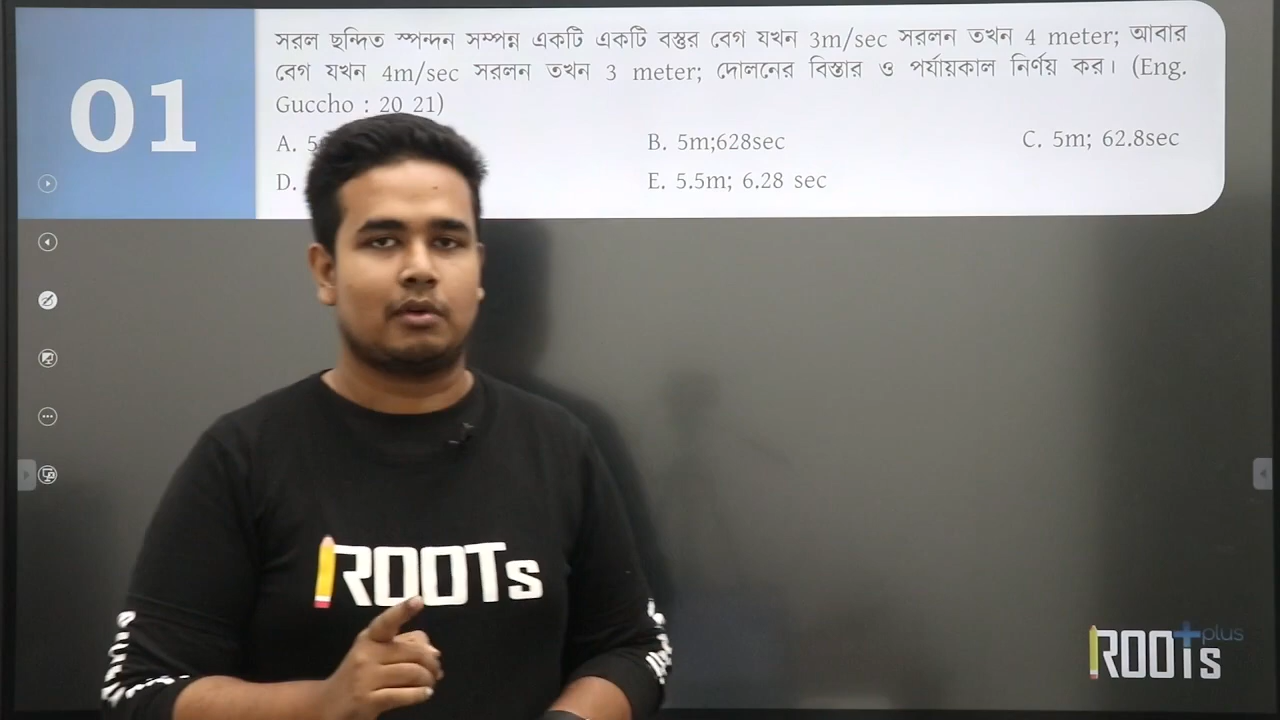 01
সরল ছন্দিত স্পন্দন সম্পন্ন একটি একটি বস্তুর বেগ যখন 3m/sec সরলন তখন 4 meter; আবার
বেগ যখন 4m/sec সরলন তখন 3 meter; দোলনের বিস্তার ও পর্যায়কাল নির্ণয় কর। (Eng.
Guccho : 20 21)
A. 5 B. 5m;628sec C. 5m; 62.8sec
D. E. 5.5m; 6.28 sec
ROOTs
ROOTs plus